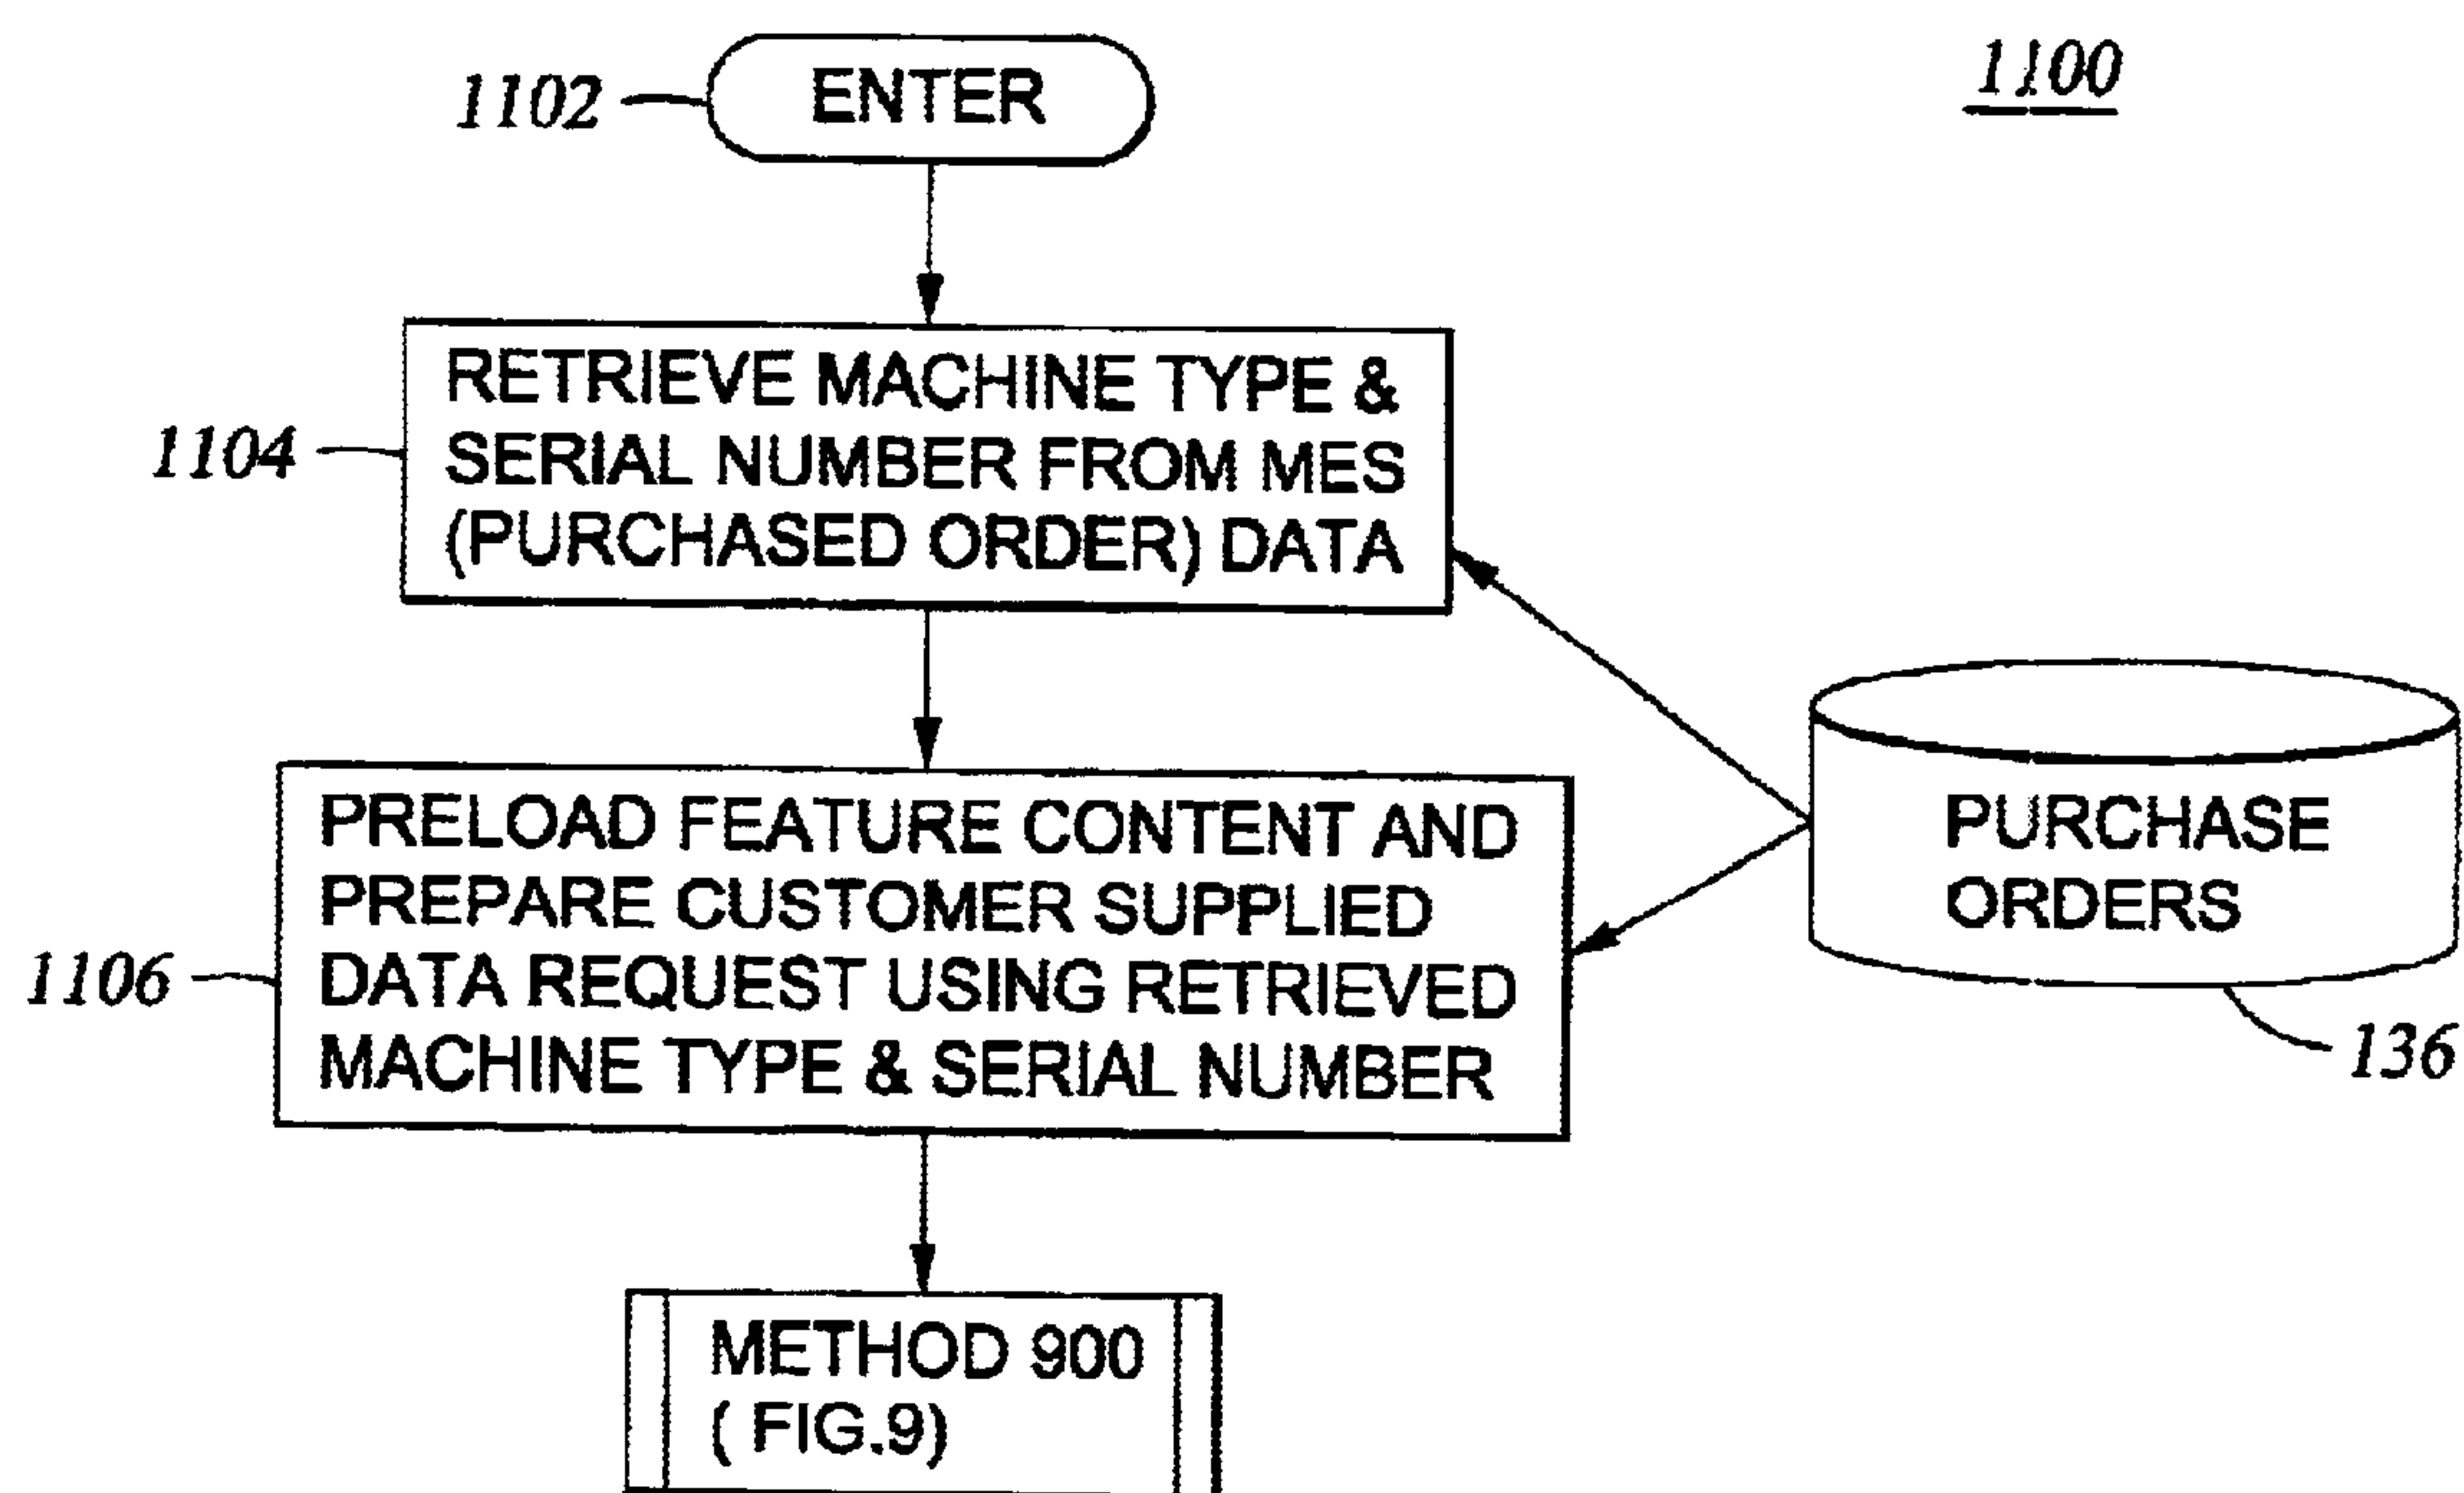 1100
1102
ENTER
1104
RETRIEVE MACHINE TYPE &
SERIAL NUMBER FROM MES
(PURCHASED ORDER) DATA
PURCHASE
ORDERS
136
1106
PRELOAD FEATURE CONTENT AND
PREPARE CUSTOMER SUPPLIED
DATA REQUEST USING RETRIEVED
MACHINE TYPE & SERIAL NUMBER
METHOD 900
( FIG.9)